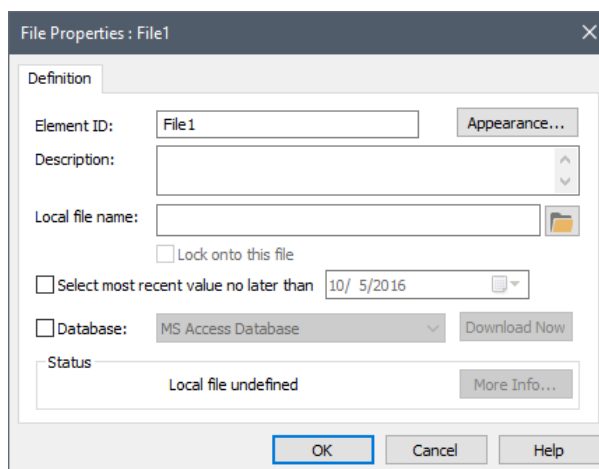 File Properties : File1
Definition
Element ID: File1 Appearance...
Description:
Local file name:
Lock onto this file
Select most recent value no later than 10/ 5/2016
Database: MS Access Database Download Now
Status
Local file undefined More Info...
OK Cancel Help